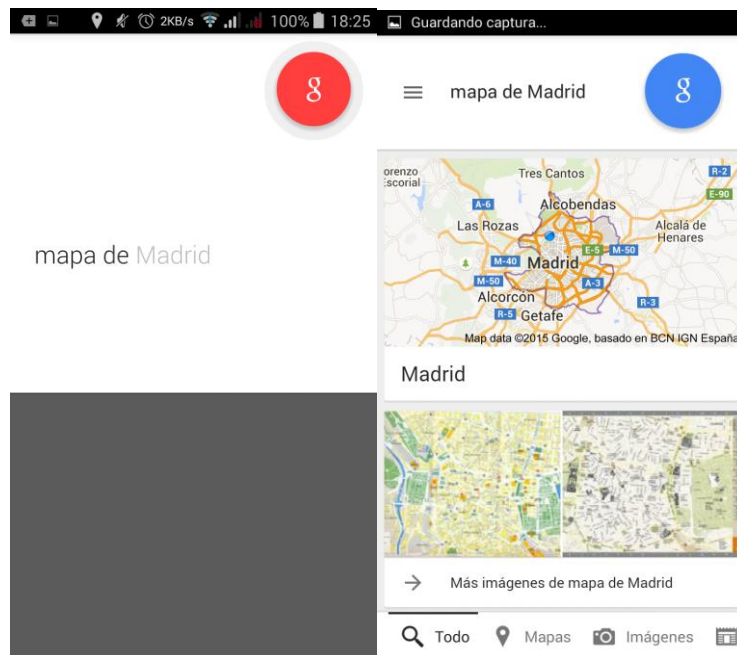 2KB/s 100% 18:25
g
mapa de Madrid
Guardando captura...
mapa de Madrid
g
orenzo
Escorial
Tres Cantos
R-2
E-90
A-6
Alcobendas
Las Rozas
Alcalá de
Henares
E-5
M-50
M-40
Madrid
M-50
A-3
Alcorcón
R-3
R-5
Getafe
Map data ©2015 Google, basado en BCN IGN España
Madrid
Más imágenes de mapa de Madrid
Todo Mapas Imágenes